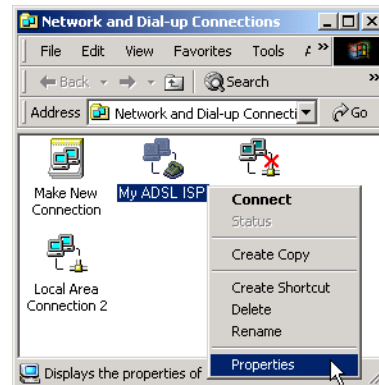 Network and Dial-up Connections
File Edit View Favorites Tools »
Back Search »
Address Network and Dial-up Connecti Go
Make New
Connection
My ADSL ISP
Local Area
Connection 2
Connect
Status
Create Copy
Create Shortcut
Delete
Rename
Properties
Displays the properties of